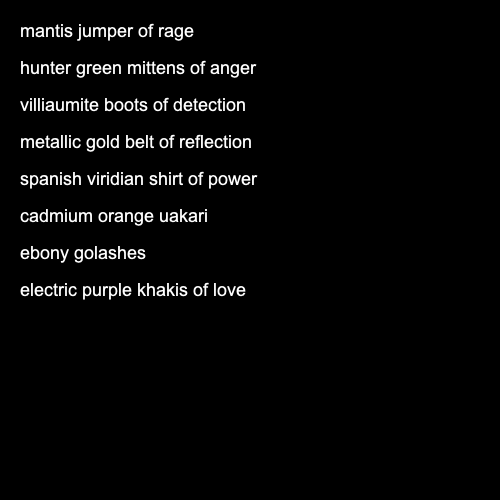 mantis jumper of rage
hunter green mittens of anger
villiaumite boots of detection
metallic gold belt of reflection
spanish viridian shirt of power
cadmium orange uakari
ebony golashes
electric purple khakis of love